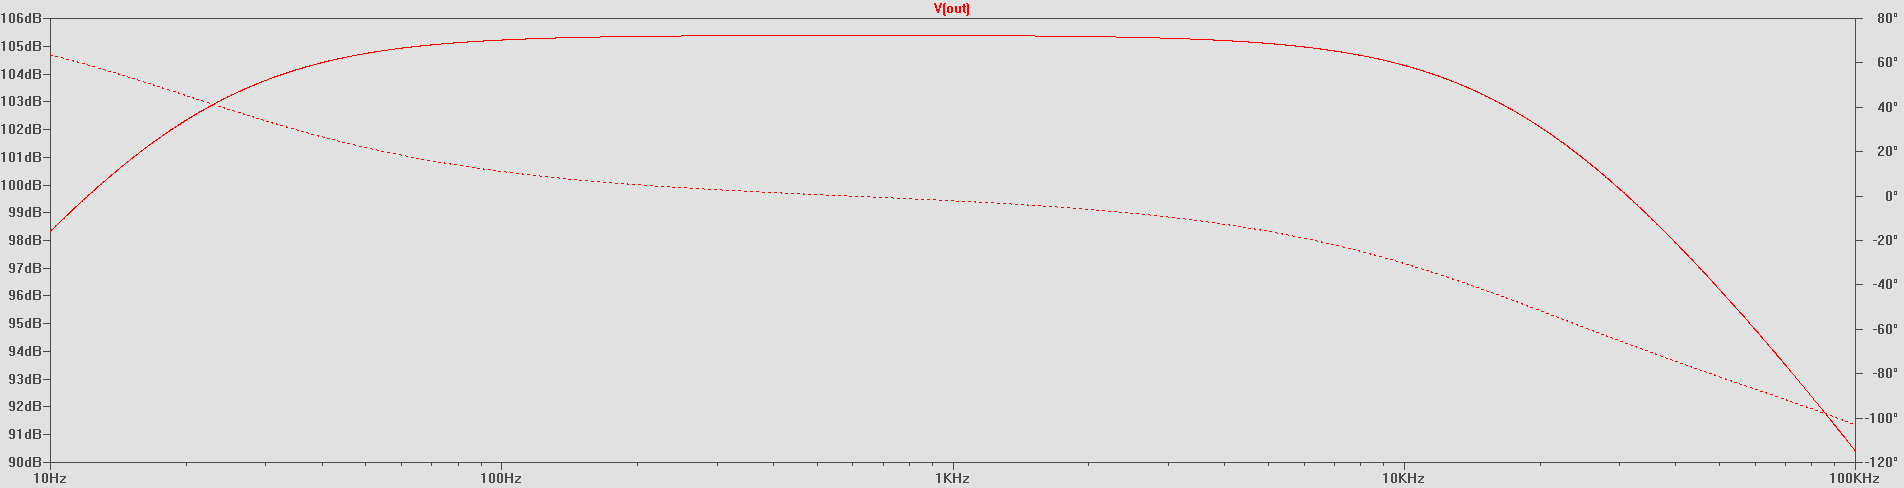 V(out)
106dB
105dB
104dB
103dB
102dB
101dB
100dB
99dB
98dB
97dB
96dB
95dB
94dB
93dB
92dB
91dB
90dB
80°
60°
40°
20°
0°
-20°
-40°
-60°
-80°
-100°
-120°
10Hz
100Hz
1KHz
10KHz
100KHz